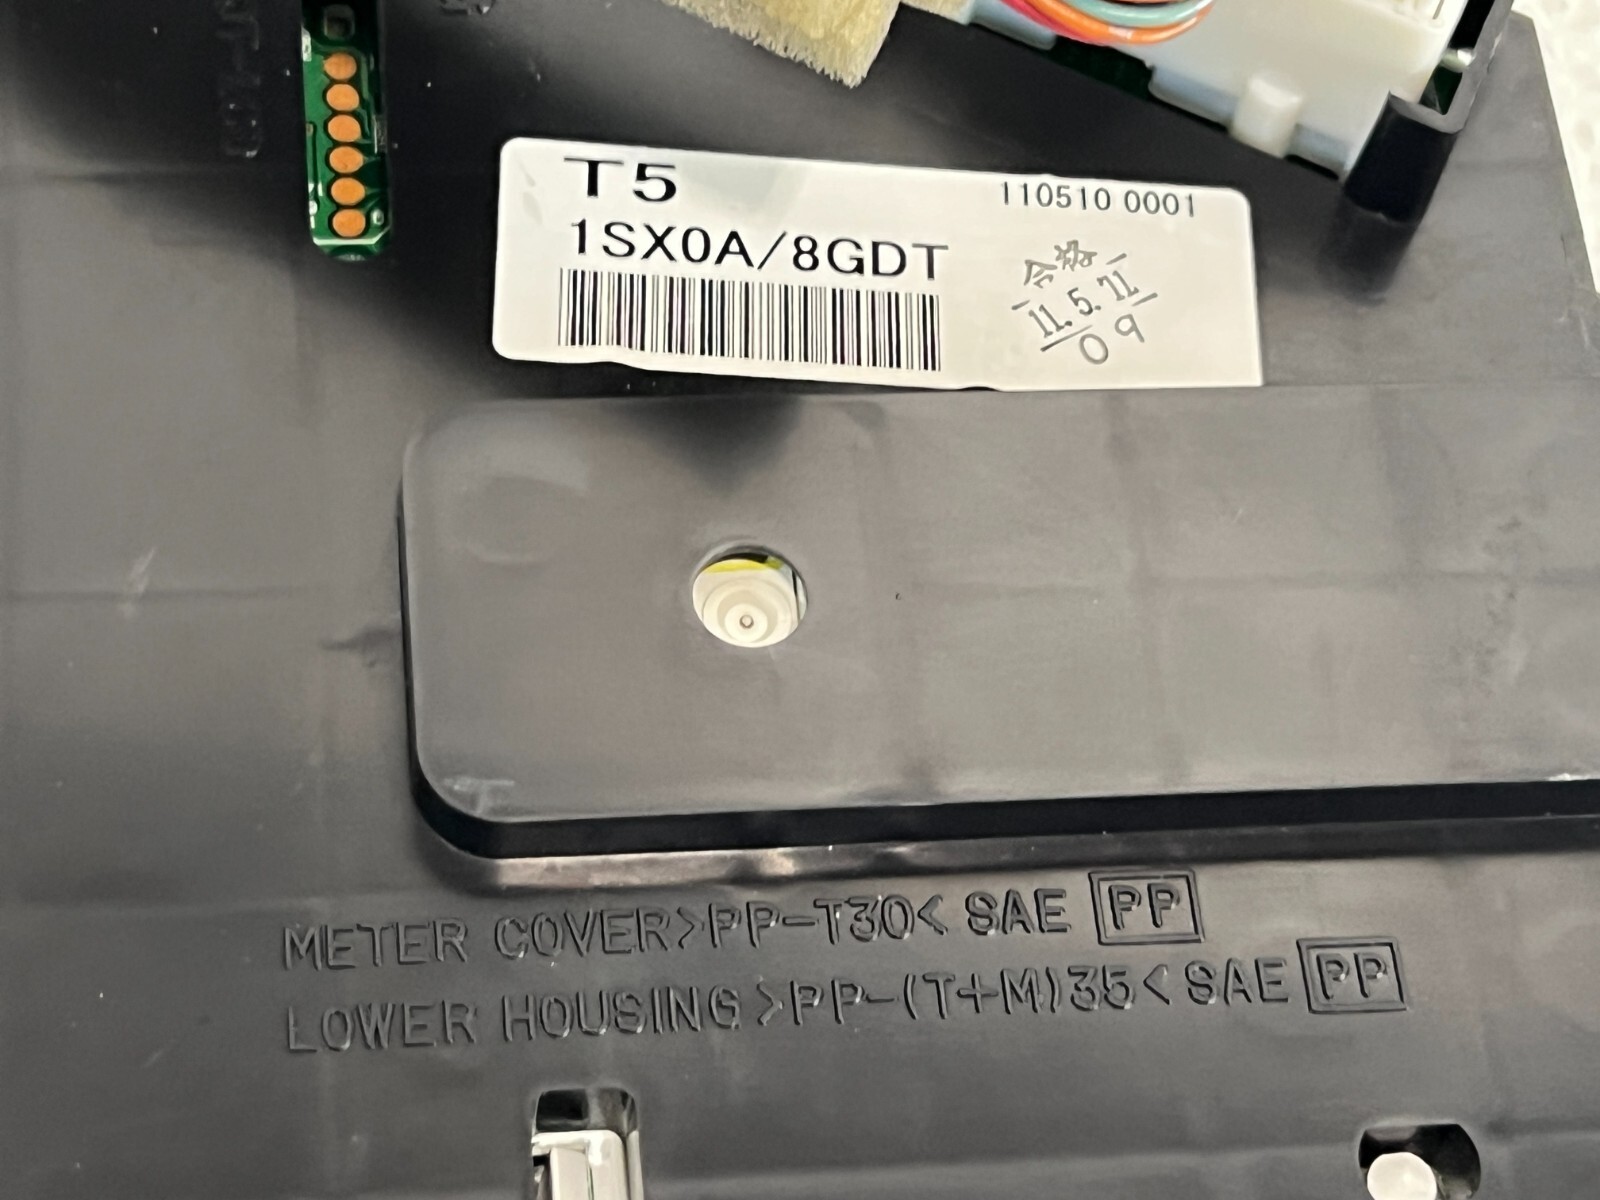 T5
110510 0001
1SX0A/8GDT
合格
11.5.11
09
METER COVER>PP-T30< SAE PP
LOWER HOUSING >PP-(T+M)35< SAE PP